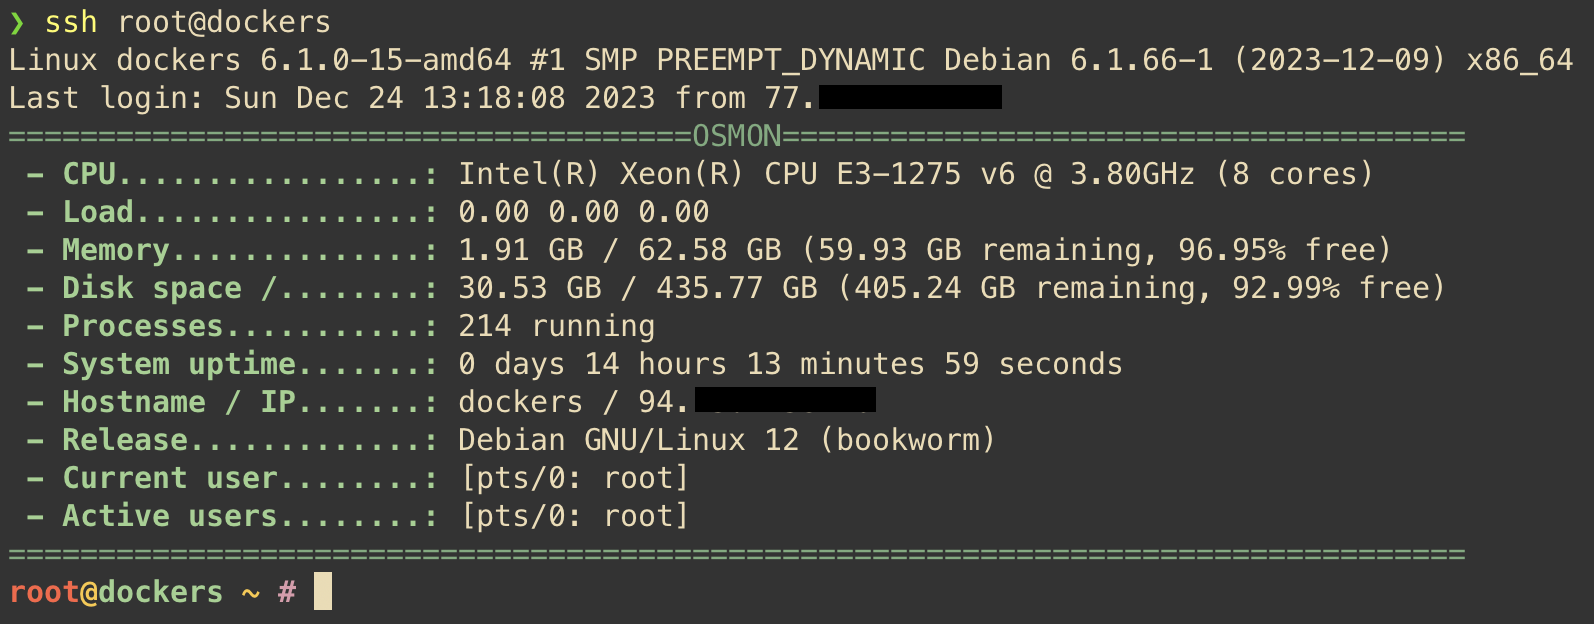 ❯ ssh root@dockers
Linux dockers 6.1.0-15-amd64 #1 SMP PREEMPT_DYNAMIC Debian 6.1.66-1 (2023-12-09) x86_64
Last login: Sun Dec 24 13:18:08 2023 from 77.
======================================OSMON======================================
- CPU.................: Intel(R) Xeon(R) CPU E3-1275 v6 @ 3.80GHz (8 cores)
- Load................: 0.00 0.00 0.00
- Memory..............: 1.91 GB / 62.58 GB (59.93 GB remaining, 96.95% free)
- Disk space /........: 30.53 GB / 435.77 GB (405.24 GB remaining, 92.99% free)
- Processes...........: 214 running
- System uptime.......: 0 days 14 hours 13 minutes 59 seconds
- Hostname / IP.......: dockers / 94.
- Release.............: Debian GNU/Linux 12 (bookworm)
- Current user........: [pts/0: root]
- Active users........: [pts/0: root]
=================================================================================
root@dockers ~ #